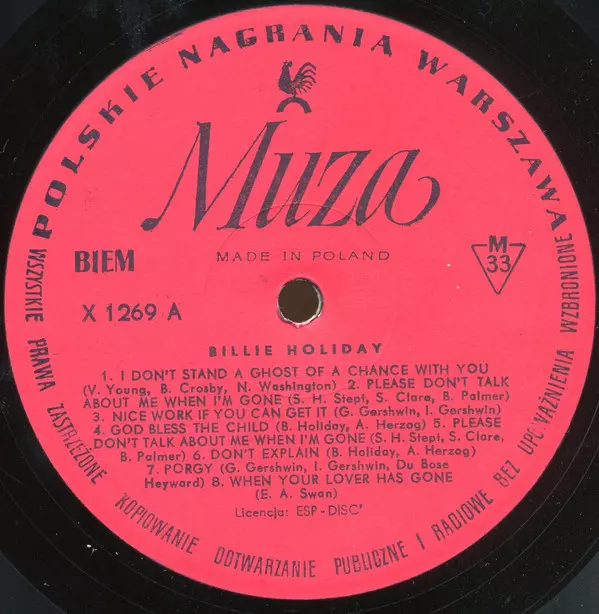 POLSKIE NAGRANIA WARSZAWA
Muza
BIEM
MADE IN POLAND
M
33
X 1269 A
BILLIE HOLIDAY
1. I DON'T STAND A GHOST OF A CHANCE WITH YOU
(V. Young, B. Crosby, N. Washington) 2. PLEASE DON'T TALK
ABOUT ME WHEN I'M GONE (S. H. Stept, S. Clare, B. Palmer)
3. NICE WORK IF YOU CAN GET IT (G. Gershwin, I. Gershwin)
4. GOD BLESS THE CHILD (B. Holiday, A. Herzog) 5. PLEASE
DON'T TALK ABOUT ME WHEN I'M GONE (S. H. Stept, S. Clare,
B. Palmer) 6. DON'T EXPLAIN (B. Holiday, A. Herzog)
7. PORGY (G. Gershwin, I. Gershwin, Du Bose
Heyward) 8. WHEN YOUR LOVER HAS GONE
(E. A. Swan)
Licencja: ESP-DISC'
WSZYSTKIE PRAWA ZASTRZEŻONE KOPIOWANIE ODTWARZANIE PUBLICZNE I RADIOWE BEZ UPOWAŻNIENIA WZBRONIONE